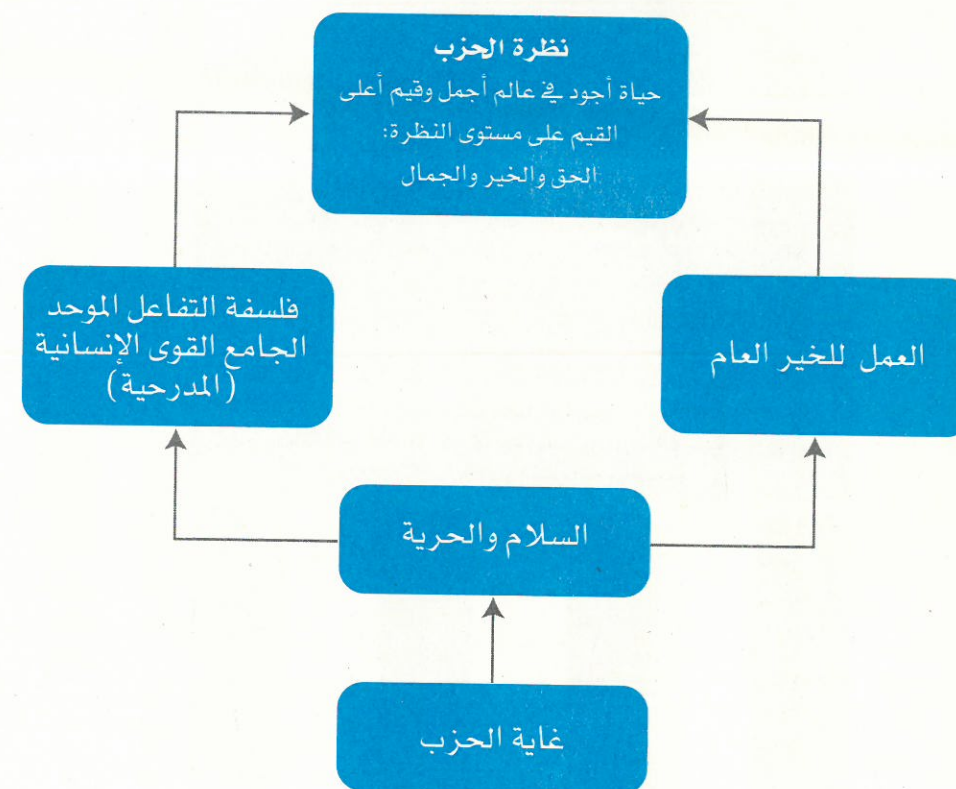 نظرة الحزب
حياة أجود في عالم أجمل وقيم أعلى
القيم على مستوى النظرة:
الحق والخير والجمال
العمل للخير العام
فلسفة التفاعل الموحد
الجامع القوى الإنسانية
(المدرحية)
السلام والحرية
غاية الحزب